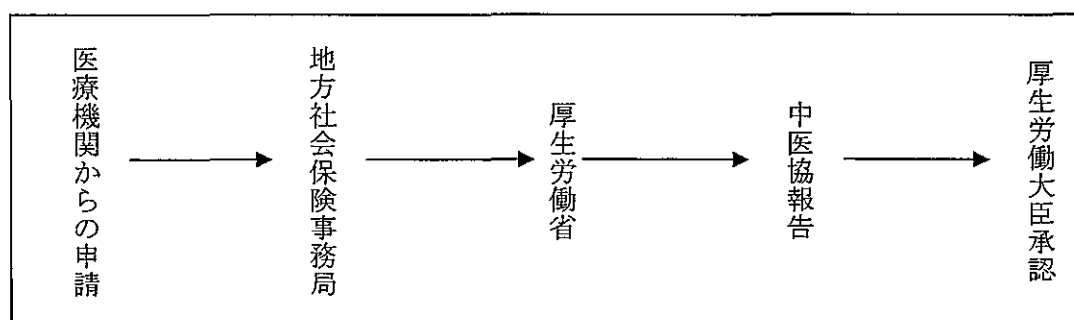 医療機関からの申請
地方社会保険事務局
厚生労働省
中医協報告
厚生労働大臣承認